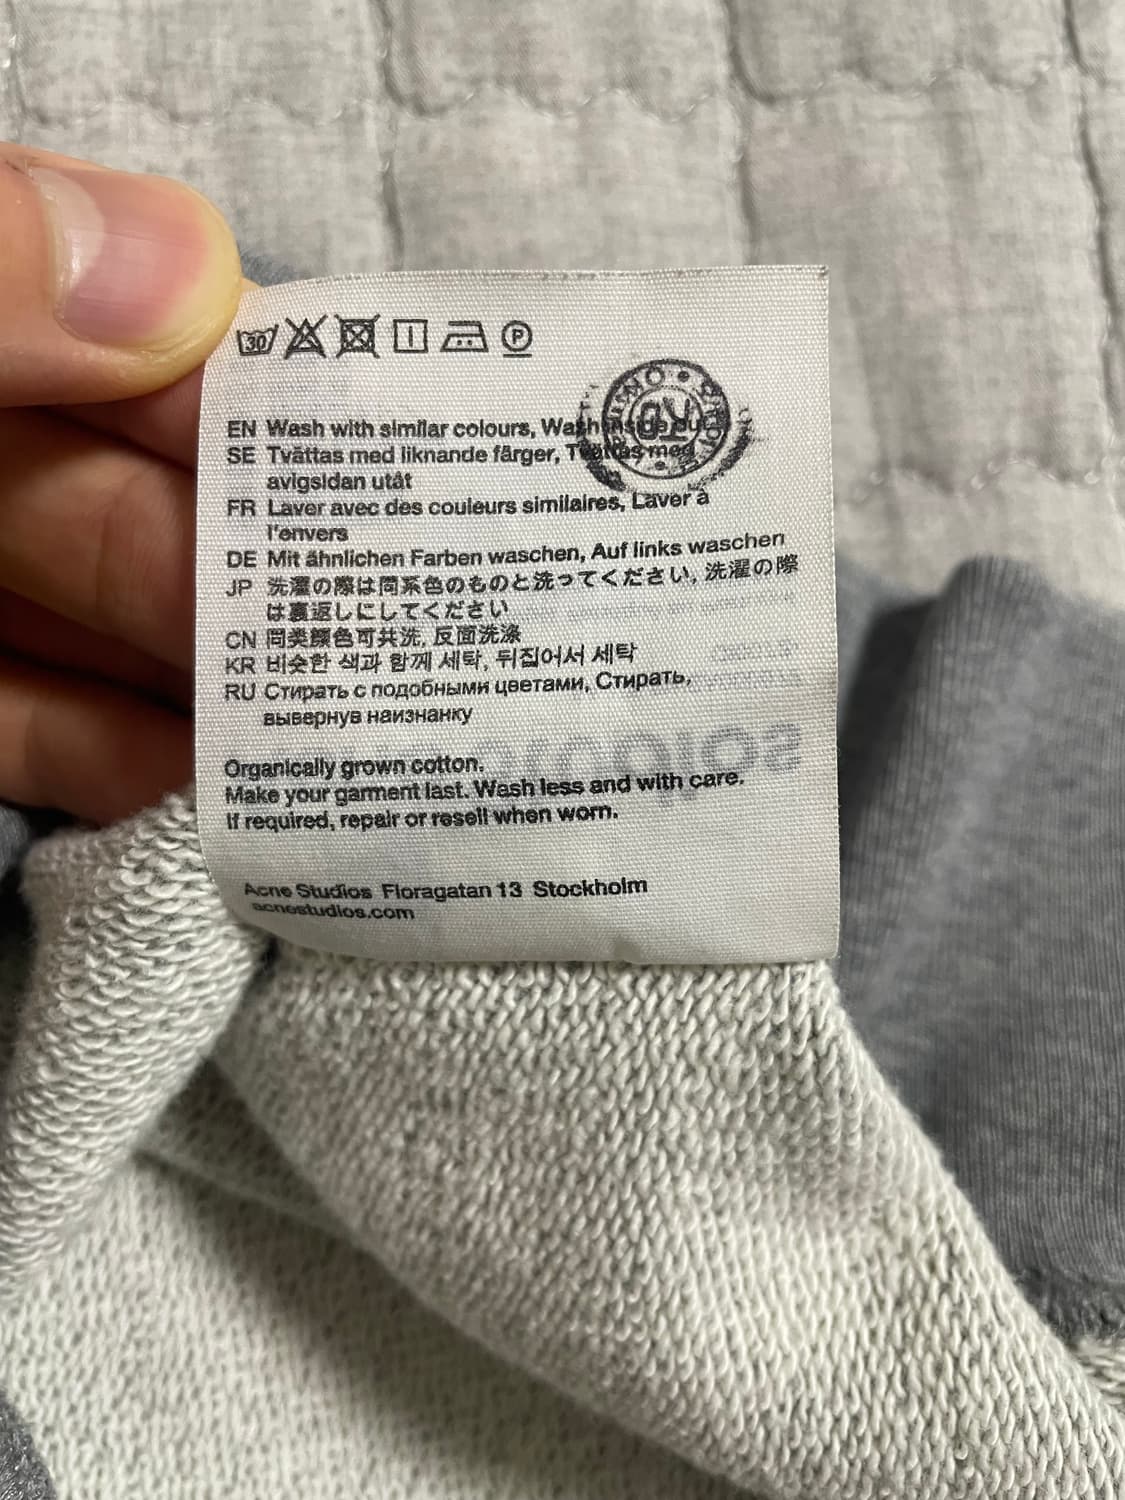 30 P
EN Wash with similar colours, Wash inside out
SE Tvättas med liknande färger, Tvättas med
avigsidan utåt
FR Laver avec des couleurs similaires, Laver à
l'envers
DE Mit ähnlichen Farben waschen, Auf links waschen
JP 洗濯の際は同系色のものと洗ってください, 洗濯の際
は裏返しにしてください
CN 同类颜色可共洗, 反面洗涤
KR 비슷한 색과 함께 세탁, 뒤집어서 세탁
RU Стирать с подобными цветами, Стирать,
вывернув наизнанку
Organically grown cotton.
Make your garment last. Wash less and with care.
If required, repair or resell when worn.
Acne Studios Floragatan 13 Stockholm
acnestudios.com